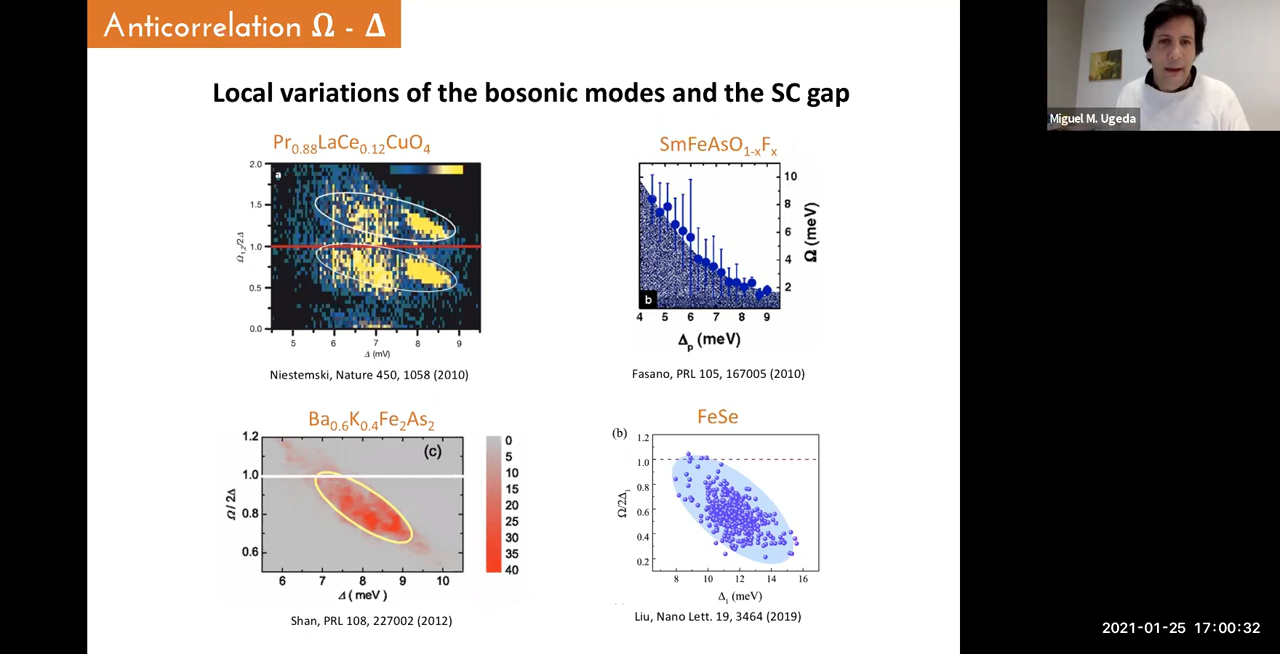 Anticorrelation Ω - Δ
Local variations of the bosonic modes and the SC gap
Miguel M. Ugeda
Pr0.88LaCe0.12CuO4
a
2.0
1.5
1.0
0.5
0.0
Ω1,2/2Δ
5 6 7 8 9
Δ (mV)
Niestemski, Nature 450, 1058 (2010)
SmFeAsO1-xFx
10
8
6
4
2
Ω (meV)
b
4 5 6 7 8 9
Δp (meV)
Fasano, PRL 105, 167005 (2010)
Ba0.6K0.4Fe2As2
(c)
1.2
1.0
0.8
0.6
Ω/2Δ
6 7 8 9 10
Δ (meV)
0
5
10
15
20
25
30
35
40
Shan, PRL 108, 227002 (2012)
FeSe
(b)
1.2
1.0
0.8
0.6
0.4
0.2
Ω/2Δ1
8 10 12 14 16
Δ1 (meV)
Liu, Nano Lett. 19, 3464 (2019)
2021-01-25 17:00:32